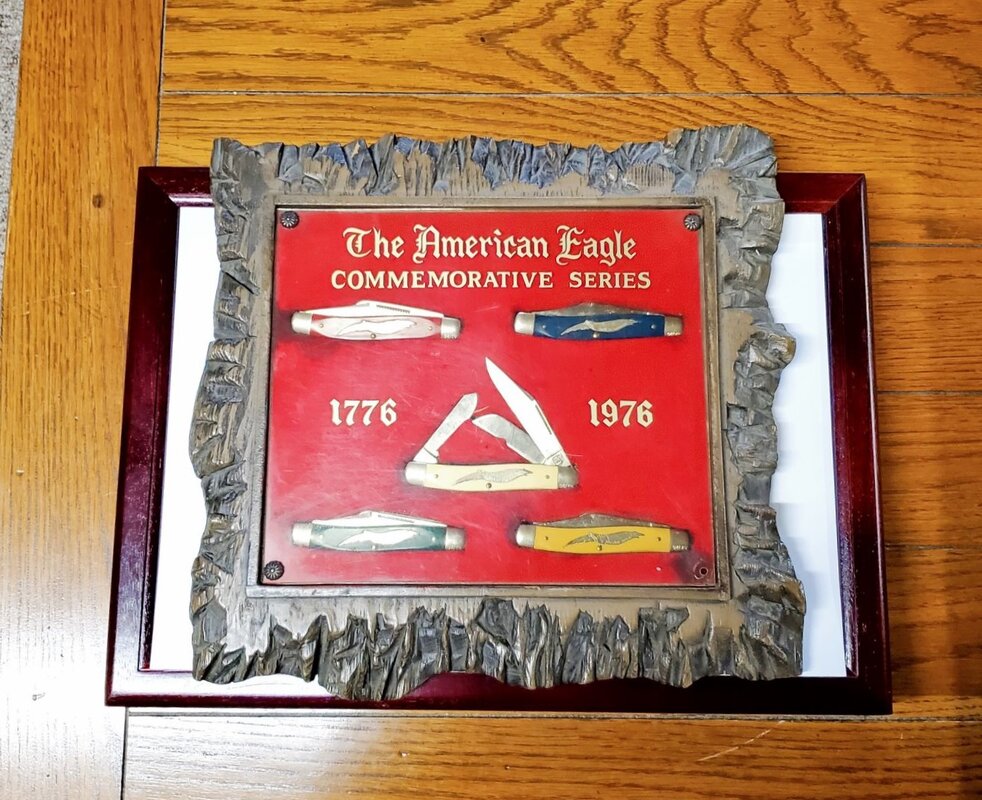 The American Eagle
COMMEMORATIVE SERIES
1776 1976